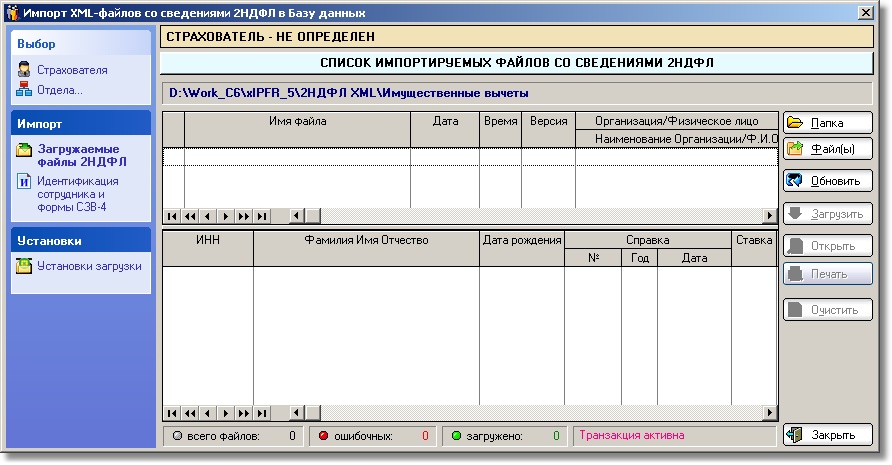 Импорт XML-файлов со сведениями 2НДФЛ в Базу данных
Выбор
Страхователя
Отдела...
Импорт
Загружаемые
файлы 2НДФЛ
Идентификация
сотрудника и
формы СЗВ-4
Установки
Установки загрузки
СТРАХОВАТЕЛЬ - НЕ ОПРЕДЕЛЕН
СПИСОК ИМПОРТИРУЕМЫХ ФАЙЛОВ СО СВЕДЕНИЯМИ 2НДФЛ
D:\Work_C6\xIPFR_5\2НДФЛ XML\Имущественные вычеты
Имя файла Дата Время Версия Организация/Физическое лицо
Наименование Организации/Ф.И.О
ИНН Фамилия Имя Отчество Дата рождения Справка Ставка
№ Год Дата
Папка
Файл(ы)
Обновить
Загрузить
Открыть
Печать
Очистить
всего файлов: 0 ошибочных: 0 загружено: 0 Транзакция активна
Закрыть